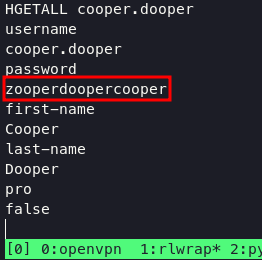 HGETALL cooper.dooper
username
cooper.dooper
password
zooperdoopercooper
first-name
Cooper
last-name
Dooper
pro
false
[0] 0:openvpn 1:rlwrap* 2:py